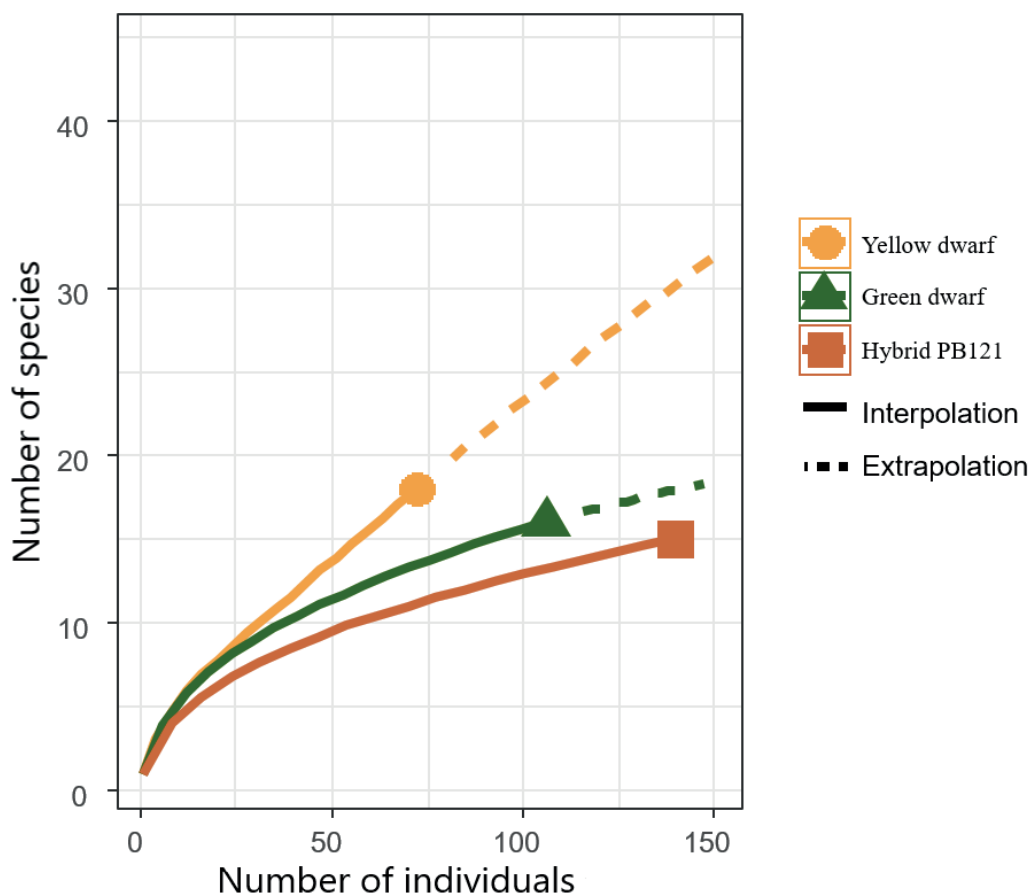 Number of species
40
30
20
10
0
0 50 100 150
Number of individuals
Yellow dwarf
Green dwarf
Hybrid PB121
Interpolation
Extrapolation